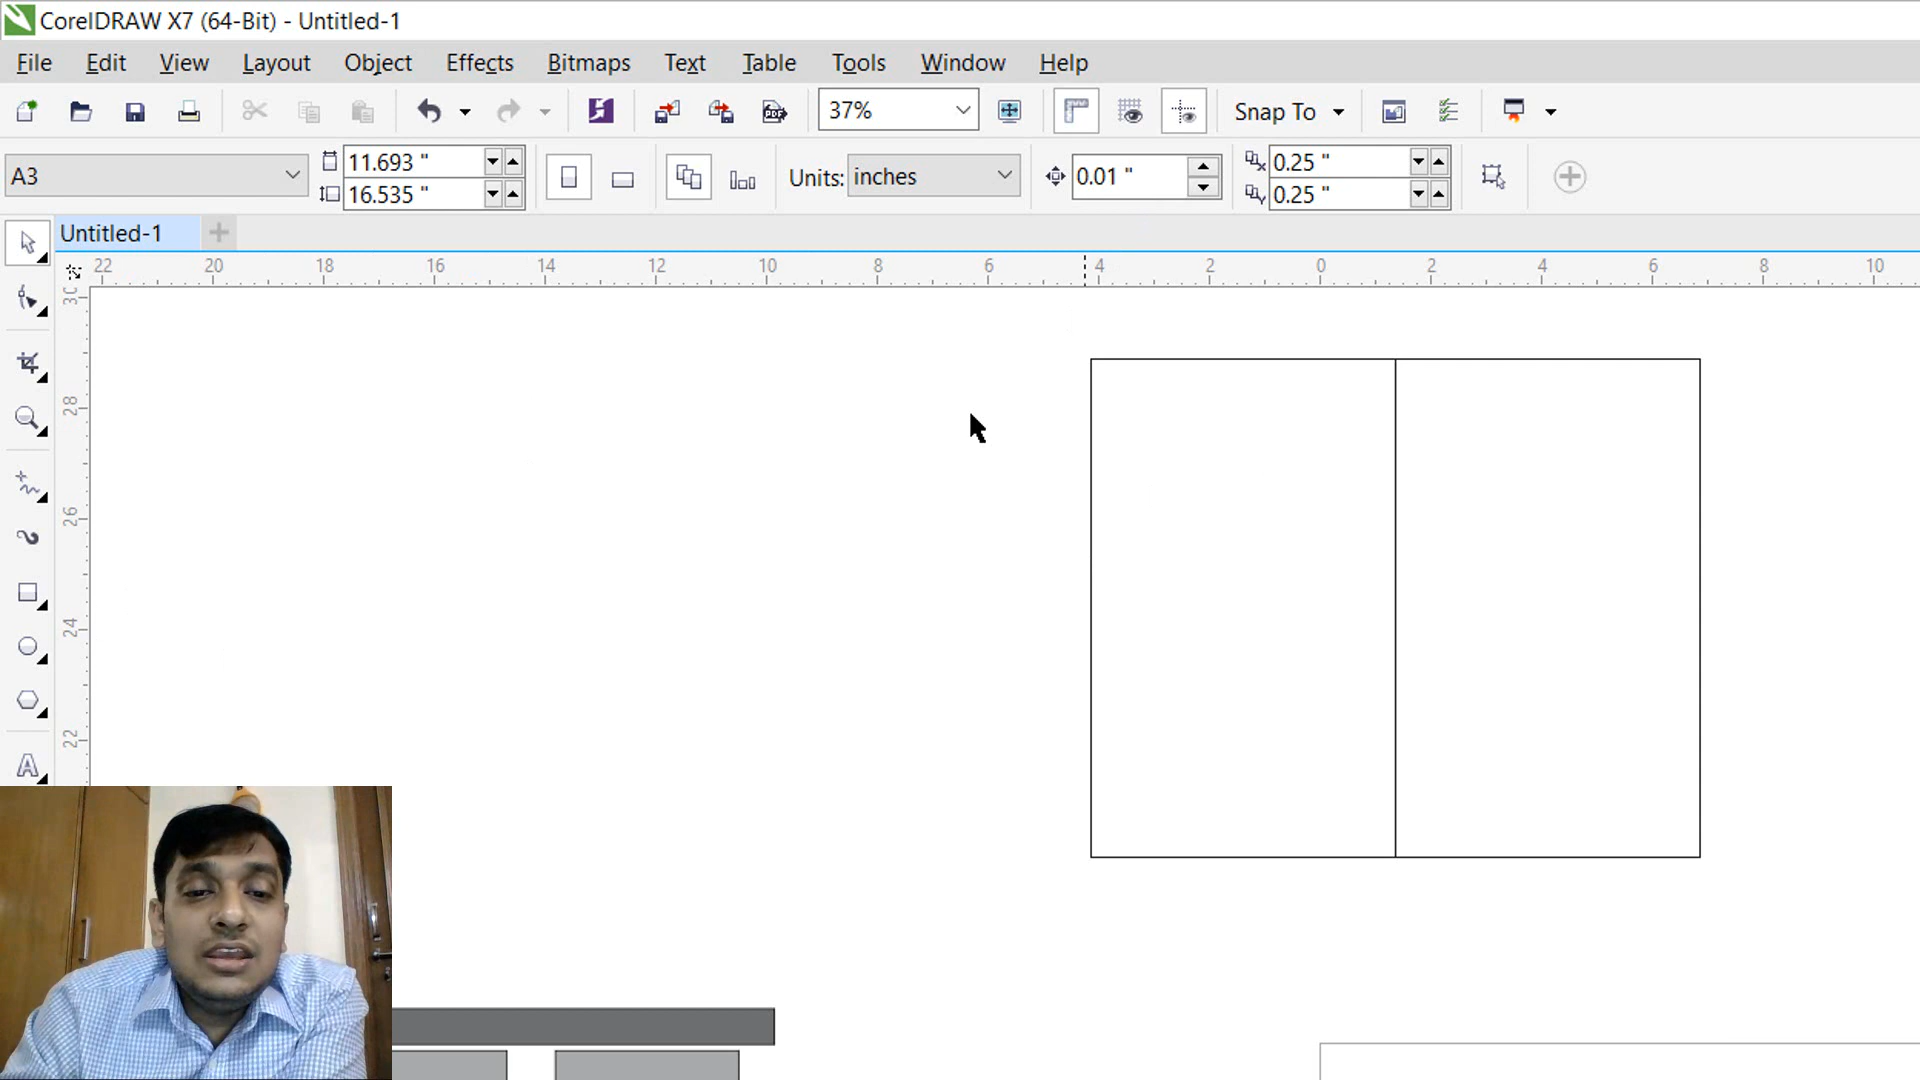 CorelDRAW X7 (64-Bit) - Untitled-1
File Edit View Layout Object Effects Bitmaps Text Table Tools Window Help
PDF 37% Snap To
A3 11.693 " 16.535 " Units: inches 0.01 " 0.25 " 0.25 "
Untitled-1
22 20 18 16 14 12 10 8 6 4 2 0 2 4 6 8 10
30
28
26
24
22